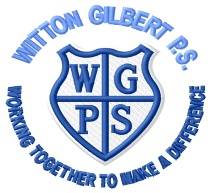 WITTON GILBERT P.S.
W G
P S
WORKING TOGETHER TO MAKE A DIFFERENCE